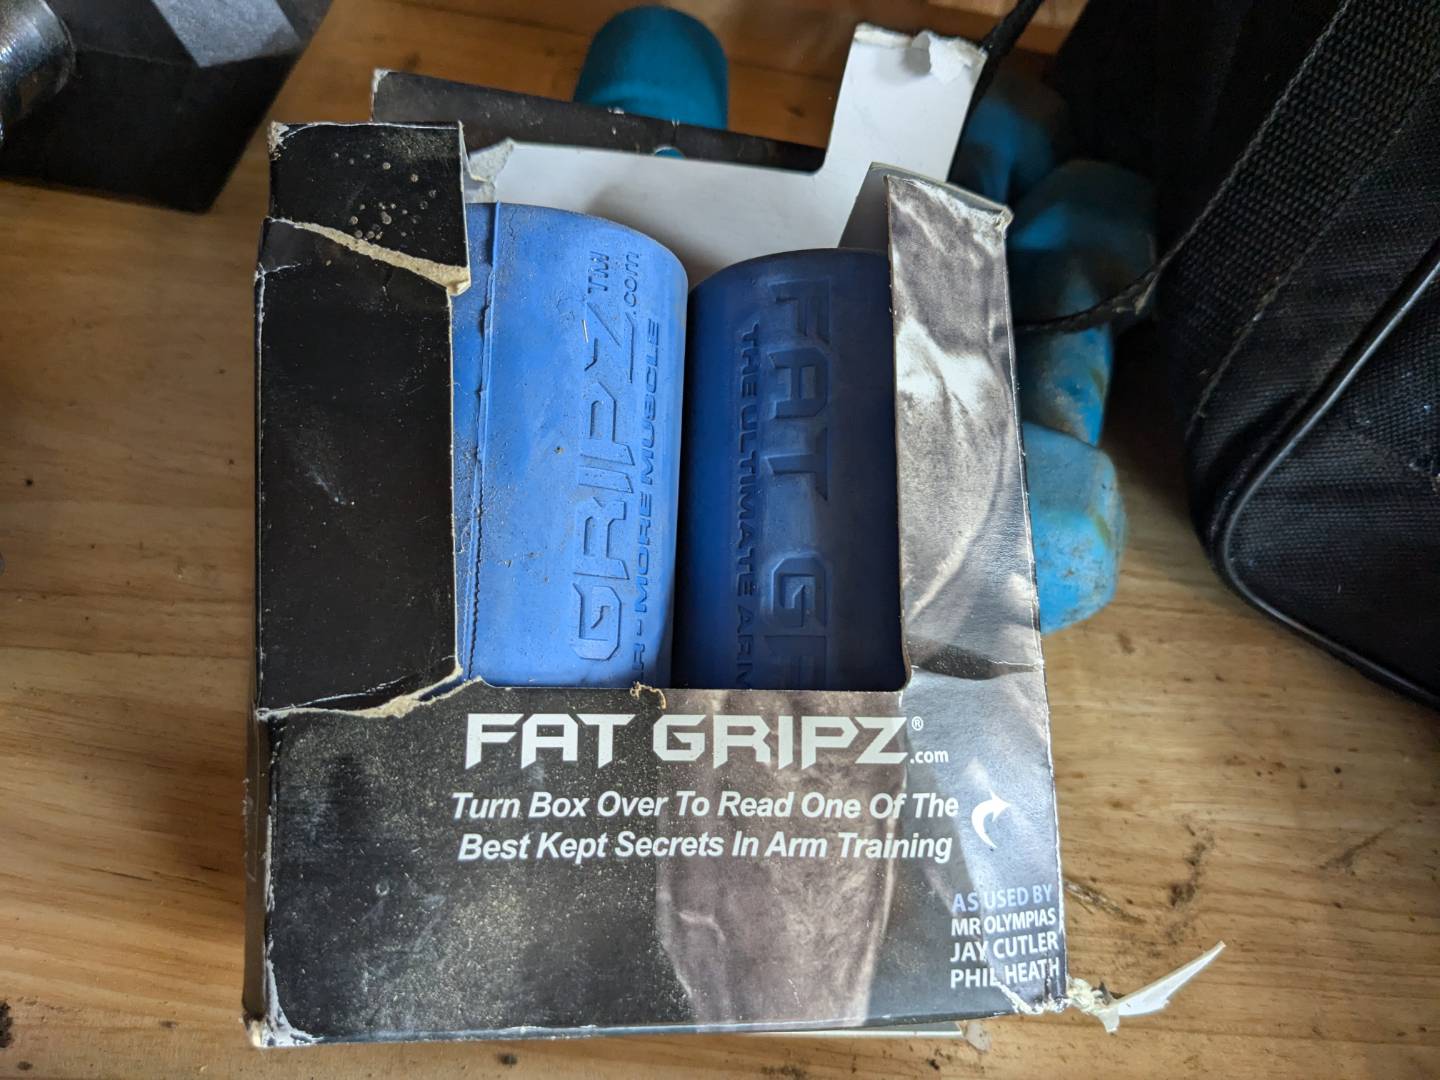 GRIPZ™
.com
R - MORE MUSCLE
FAT GR
THE ULTIMATE ARM
FAT GRIPZ®
.com
Turn Box Over To Read One Of The
Best Kept Secrets In Arm Training
AS USED BY
MR OLYMPIAS
JAY CUTLER
PHIL HEATH